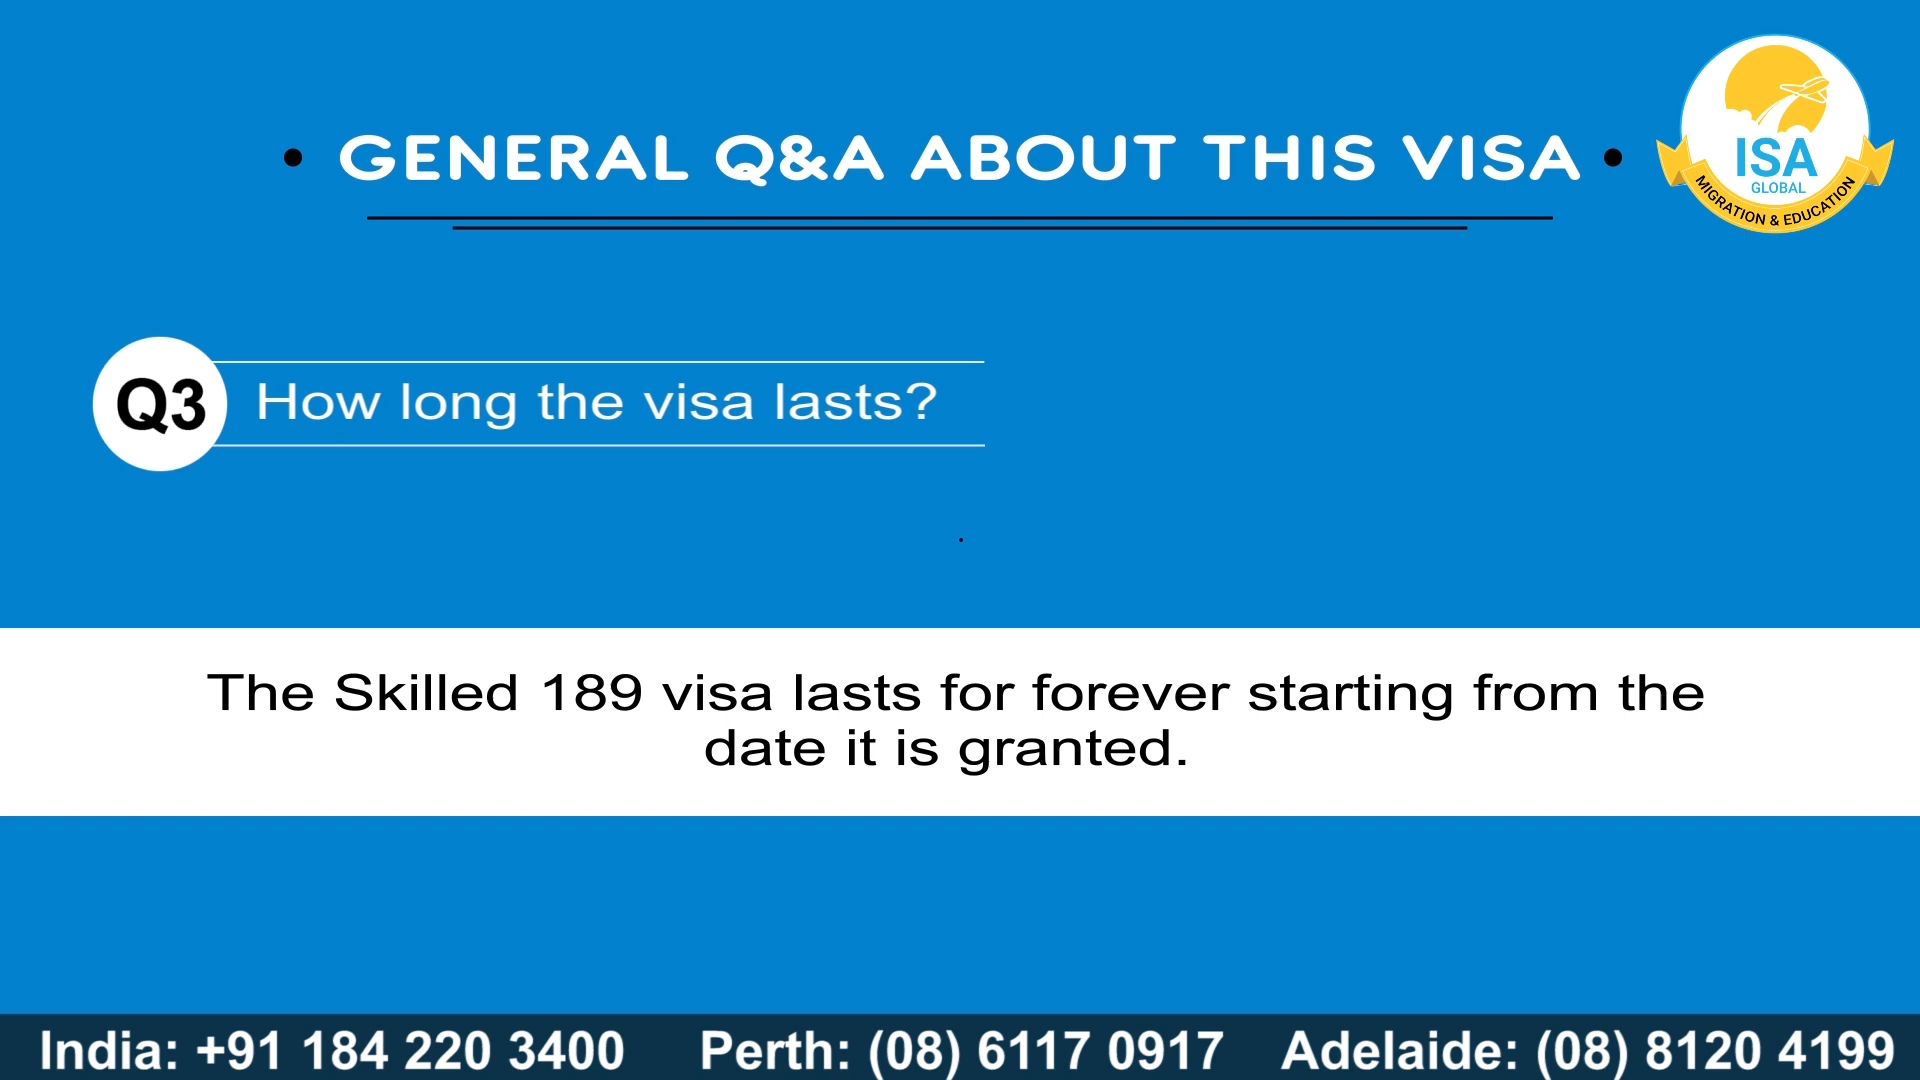 • GENERAL Q&A ABOUT THIS VISA •
ISA
GLOBAL
MIGRATION & EDUCATION
Q3 How long the visa lasts?
The Skilled 189 visa lasts for forever starting from the
date it is granted.
India: +91 184 220 3400 Perth: (08) 6117 0917 Adelaide: (08) 8120 4199